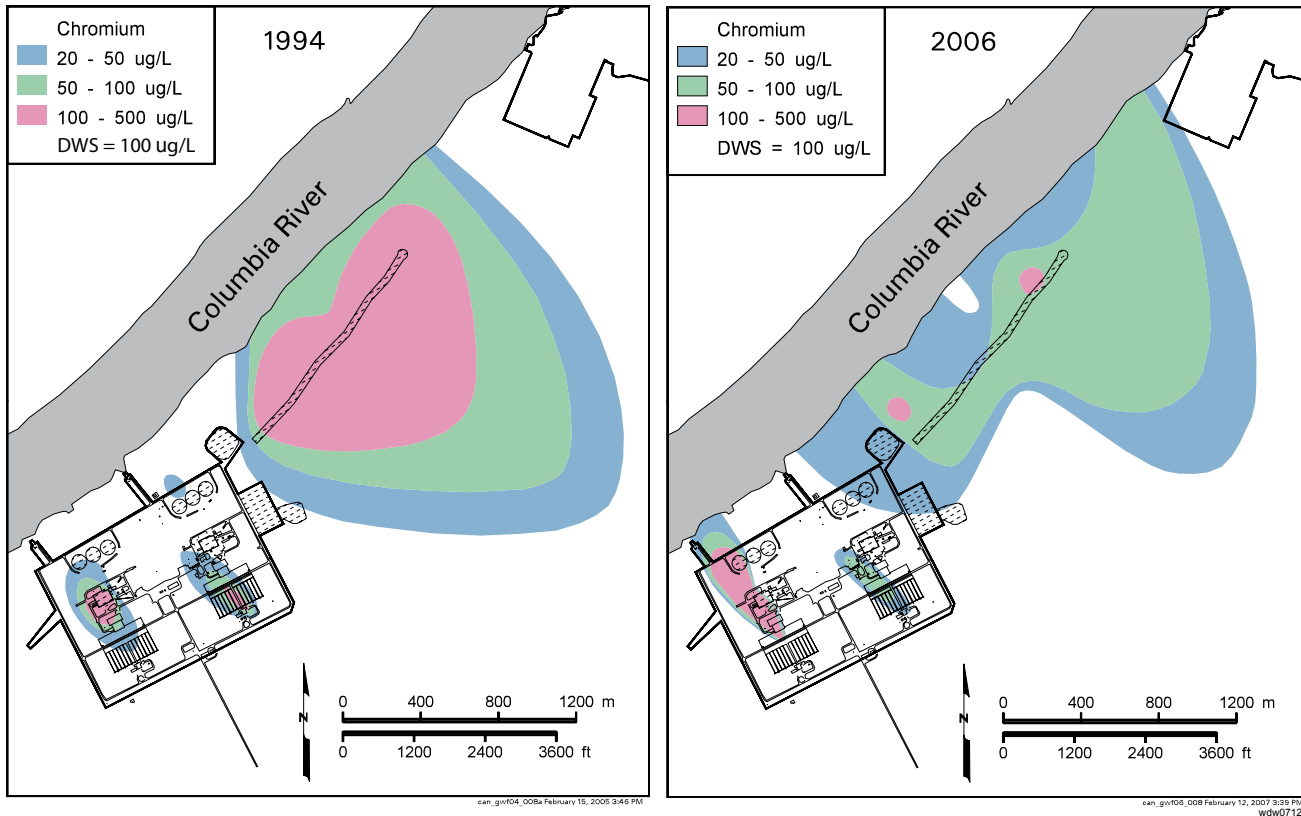 Chromium
20 - 50 ug/L
50 - 100 ug/L
100 - 500 ug/L
DWS = 100 ug/L
1994
Columbia River
N
0 400 800 1200 m
0 1200 2400 3600 ft
can_gwf04_008a February 15, 2005 3:46 PM
Chromium
20 - 50 ug/L
50 - 100 ug/L
100 - 500 ug/L
DWS = 100 ug/L
2006
Columbia River
N
0 400 800 1200 m
0 1200 2400 3600 ft
can_gwf06_008 February 12, 2007 3:39 PM
wdw0712